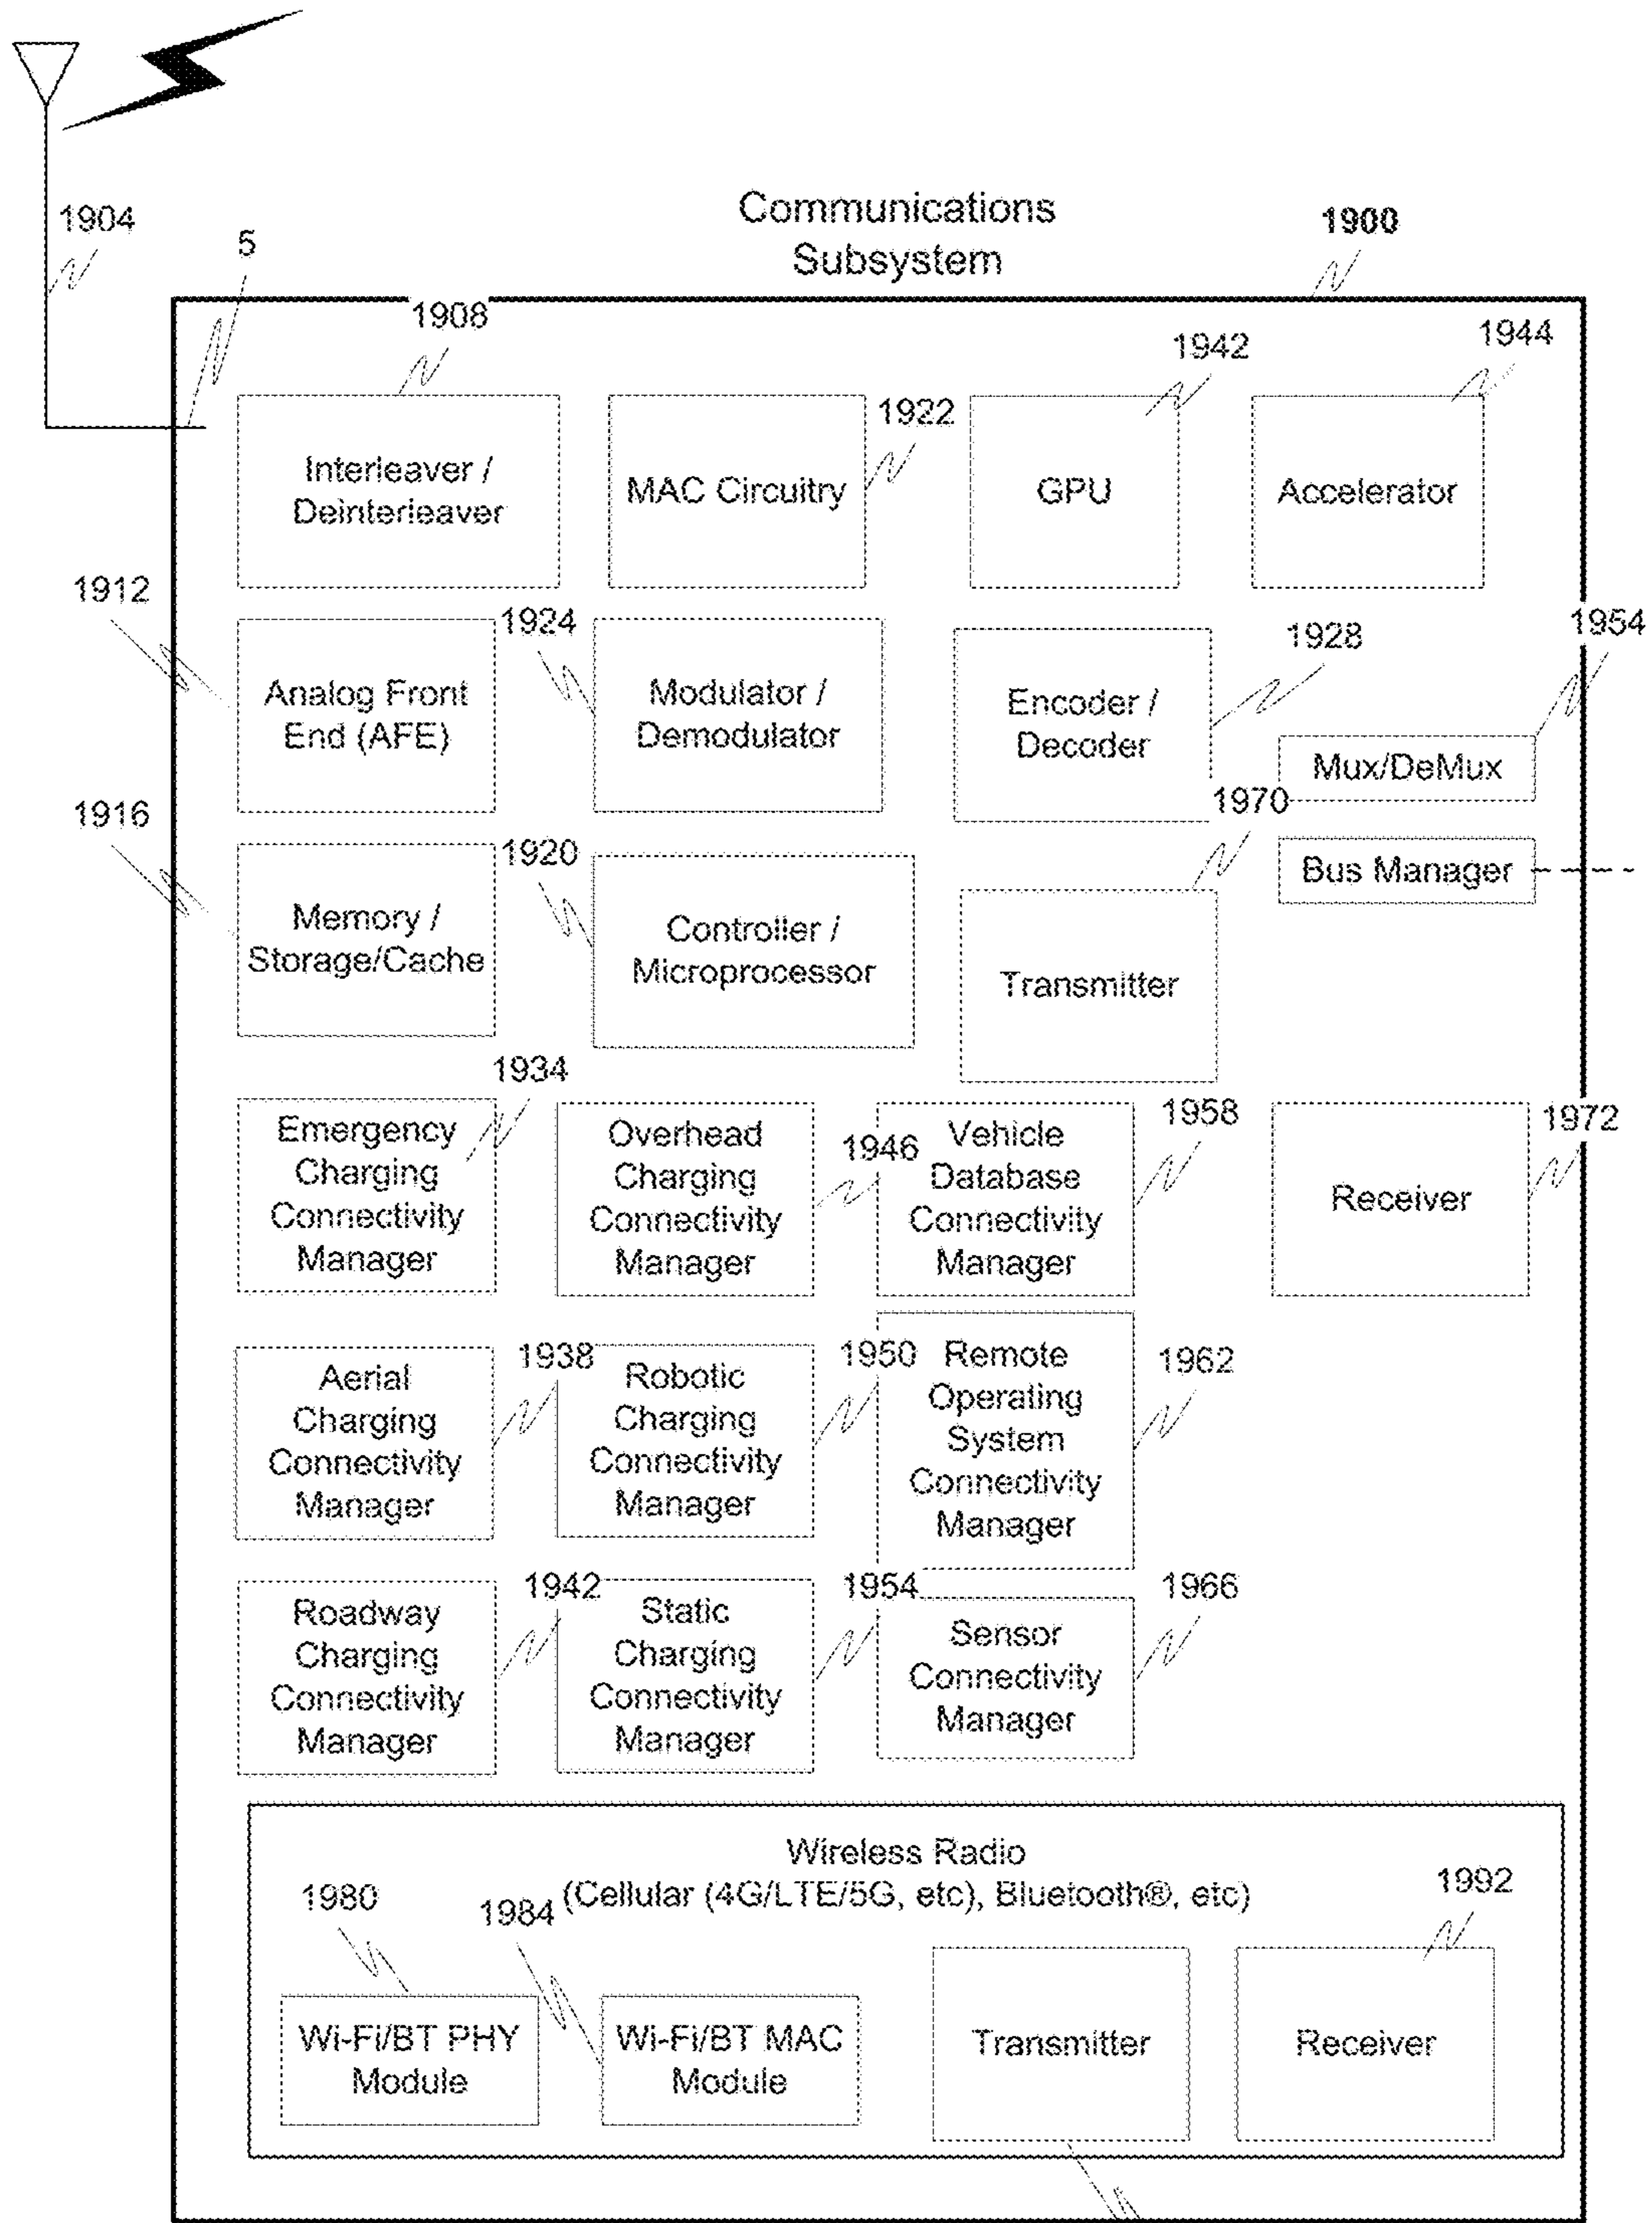 1904
5
Communications
Subsystem
1900
1908
1942
1944
Interleaver /
Deinterleaver
MAC Circuitry
1922
GPU
Accelerator
1912
Analog Front
End (AFE)
1924
Modulator /
Demodulator
Encoder /
Decoder
1928
1954
Mux/DeMux
1916
Memory /
Storage/Cache
1920
Controller /
Microprocessor
1970
Transmitter
Bus Manager
1934
Emergency
Charging
Connectivity
Manager
Overhead
Charging
Connectivity
Manager
1946
Vehicle
Database
Connectivity
Manager
1958
Receiver
1972
Aerial
Charging
Connectivity
Manager
1938
Robotic
Charging
Connectivity
Manager
1950
Remote
Operating
System
Connectivity
Manager
1962
Roadway
Charging
Connectivity
Manager
1942
Static
Charging
Connectivity
Manager
1954
Sensor
Connectivity
Manager
1966
Wireless Radio
(Cellular (4G/LTE/5G, etc), Bluetooth®, etc)
1980
1984
1992
Wi-Fi/BT PHY
Module
Wi-Fi/BT MAC
Module
Transmitter
Receiver